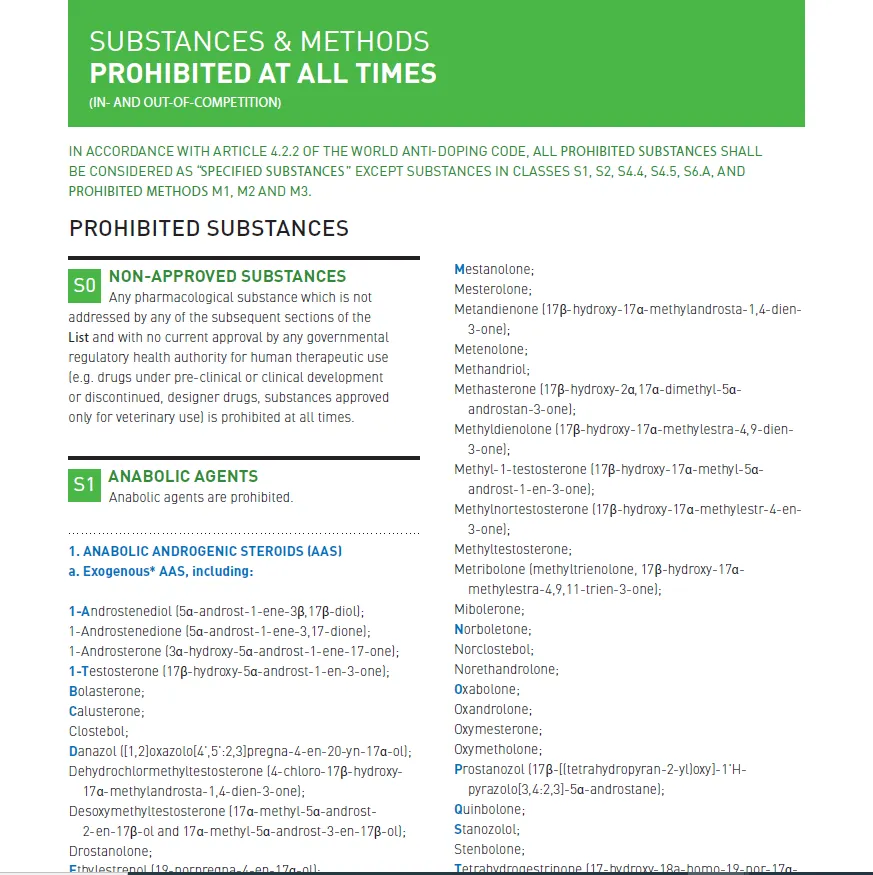 SUBSTANCES & METHODS
PROHIBITED AT ALL TIMES
(IN- AND OUT-OF-COMPETITION)
IN ACCORDANCE WITH ARTICLE 4.2.2 OF THE WORLD ANTI-DOPING CODE, ALL PROHIBITED SUBSTANCES SHALL
BE CONSIDERED AS “SPECIFIED SUBSTANCES” EXCEPT SUBSTANCES IN CLASSES S1, S2, S4.4, S4.5, S6.A, AND
PROHIBITED METHODS M1, M2 AND M3.
PROHIBITED SUBSTANCES
S0 NON-APPROVED SUBSTANCES
Any pharmacological substance which is not
addressed by any of the subsequent sections of the
List and with no current approval by any governmental
regulatory health authority for human therapeutic use
(e.g. drugs under pre-clinical or clinical development
or discontinued, designer drugs, substances approved
only for veterinary use) is prohibited at all times.
S1 ANABOLIC AGENTS
Anabolic agents are prohibited.
1. ANABOLIC ANDROGENIC STEROIDS (AAS)
a. Exogenous* AAS, including:
1-Androstenediol (5α-androst-1-ene-3β,17β-diol);
1-Androstenedione (5α-androst-1-ene-3,17-dione);
1-Androsterone (3α-hydroxy-5α-androst-1-ene-17-one);
1-Testosterone (17β-hydroxy-5α-androst-1-en-3-one);
Bolasterone;
Calusterone;
Clostebol;
Danazol ([1,2]oxazolo[4',5':2,3]pregna-4-en-20-yn-17α-ol);
Dehydrochlormethyltestosterone (4-chloro-17β-hydroxy-
17α-methylandrosta-1,4-dien-3-one);
Desoxymethyltestosterone (17α-methyl-5α-androst-
2-en-17β-ol and 17α-methyl-5α-androst-3-en-17β-ol);
Drostanolone;
Ethylestrenol (19-norpregna-4-en-17α-ol);
Mestanolone;
Mesterolone;
Metandienone (17β-hydroxy-17α-methylandrosta-1,4-dien-
3-one);
Metenolone;
Methandriol;
Methasterone (17β-hydroxy-2α,17α-dimethyl-5α-
androstan-3-one);
Methyldienolone (17β-hydroxy-17α-methylestra-4,9-dien-
3-one);
Methyl-1-testosterone (17β-hydroxy-17α-methyl-5α-
androst-1-en-3-one);
Methylnortestosterone (17β-hydroxy-17α-methylestr-4-en-
3-one);
Methyltestosterone;
Metribolone (methyltrienolone, 17β-hydroxy-17α-
methylestra-4,9,11-trien-3-one);
Mibolerone;
Norboletone;
Norclostebol;
Norethandrolone;
Oxabolone;
Oxandrolone;
Oxymesterone;
Oxymetholone;
Prostanozol (17β-[(tetrahydropyran-2-yl)oxy]-1'H-
pyrazolo[3,4:2,3]-5α-androstane);
Quinbolone;
Stanozolol;
Stenbolone;
Tetrahydrogestrinone (17-hydroxy-18a-homo-19-nor-17α-